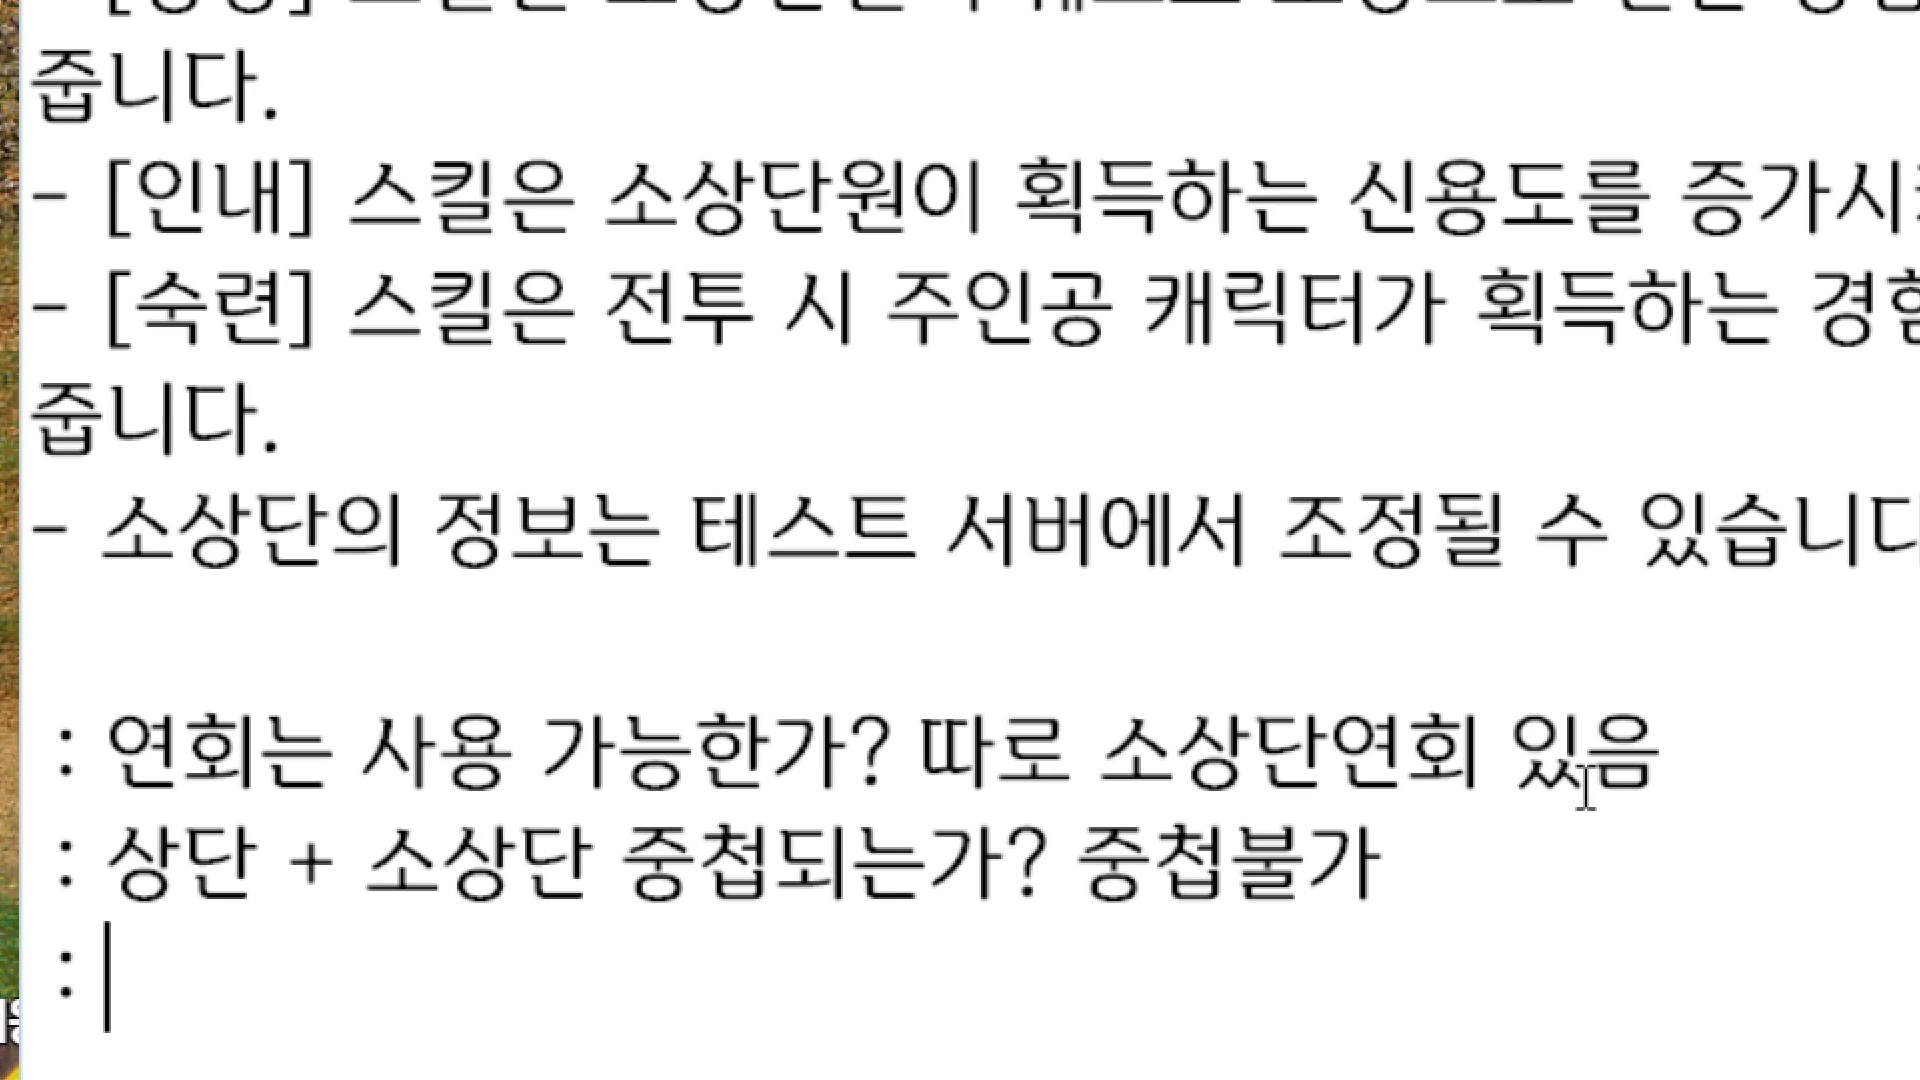 줍니다.
- [인내] 스킬은 소상단원이 획득하는 신용도를 증가시
- [숙련] 스킬은 전투 시 주인공 캐릭터가 획득하는 경험
줍니다.
- 소상단의 정보는 테스트 서버에서 조정될 수 있습니다
: 연회는 사용 가능한가? 따로 소상단연회 있음
: 상단 + 소상단 중첩되는가? 중첩불가
: